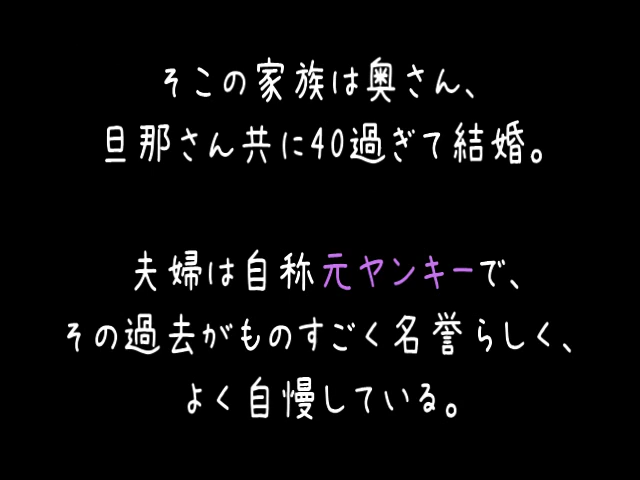 そこの家族は奥さん、
旦那さん共に40過ぎて結婚。
夫婦は自称元ヤンキーで、
その過去がものすごく名誉らしく、
よく自慢している。